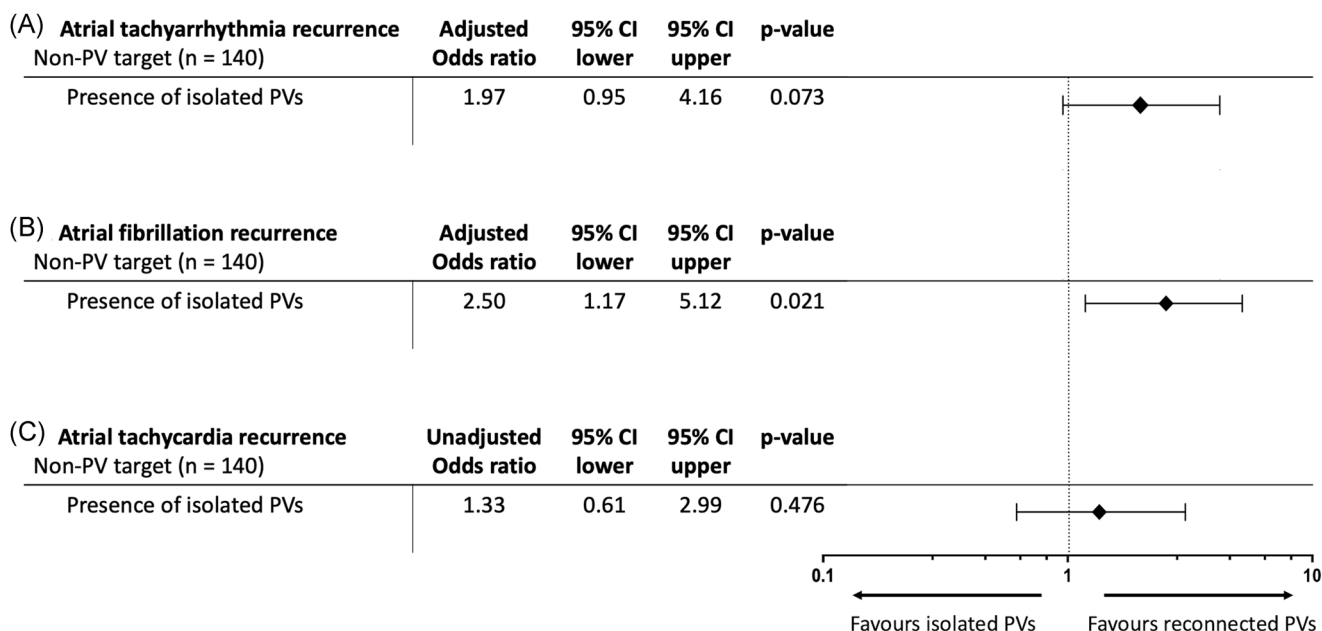 (A) Atrial tachyarrhythmia recurrence Adjusted 95% CI 95% CI p-value
Non-PV target (n = 140) Odds ratio lower upper
Presence of isolated PVs 1.97 0.95 4.16 0.073
(B) Atrial fibrillation recurrence Adjusted 95% CI 95% CI p-value
Non-PV target (n = 140) Odds ratio lower upper
Presence of isolated PVs 2.50 1.17 5.12 0.021
(C) Atrial tachycardia recurrence Unadjusted 95% CI 95% CI p-value
Non-PV target (n = 140) Odds ratio lower upper
Presence of isolated PVs 1.33 0.61 2.99 0.476
0.1 1 10
Favours isolated PVs Favours reconnected PVs